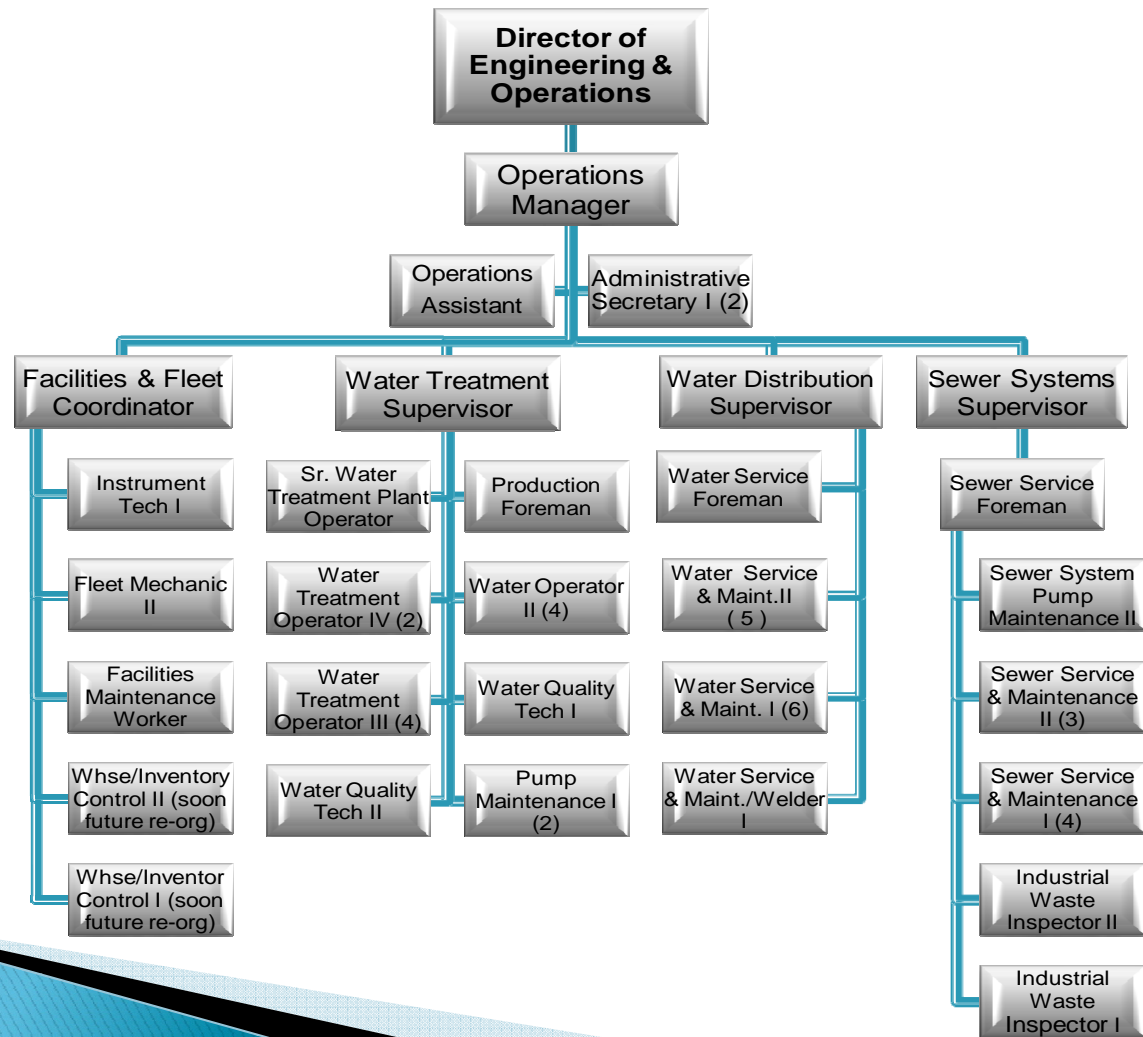 Director of
Engineering &
Operations
Operations
Manager
Operations
Assistant
Administrative
Secretary I (2)
Facilities & Fleet
Coordinator
Water Treatment
Supervisor
Water Distribution
Supervisor
Sewer Systems
Supervisor
Instrument
Tech I
Fleet Mechanic
II
Facilities
Maintenance
Worker
Whse/Inventory
Control II (soon
future re-org)
Whse/Inventor
Control I (soon
future re-org)
Sr. Water
Treatment Plant
Operator
Production
Foreman
Water
Treatment
Operator IV (2)
Water Operator
II (4)
Water
Treatment
Operator III (4)
Water Quality
Tech I
Water Quality
Tech II
Pump
Maintenance I
(2)
Water Service
Foreman
Water Service
& Maint.II
( 5 )
Water Service
& Maint. I (6)
Water Service
& Maint./Welder
I
Sewer Service
Foreman
Sewer System
Pump
Maintenance II
Sewer Service
& Maintenance
II (3)
Sewer Service
& Maintenance
I (4)
Industrial
Waste
Inspector II
Industrial
Waste
Inspector I